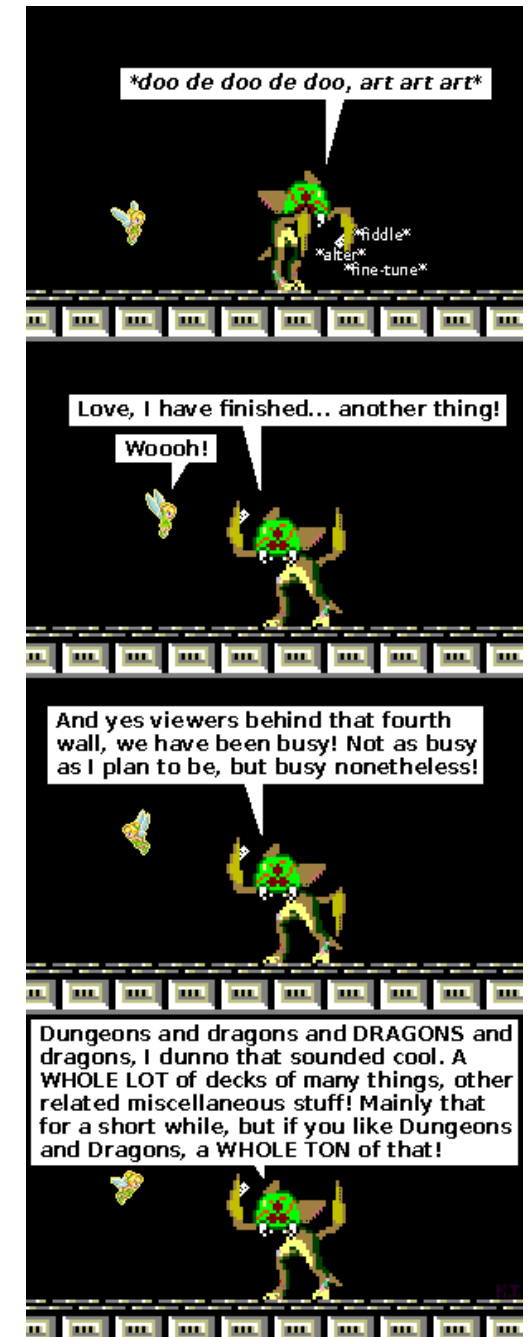 *doo de doo de doo, art art art*
*fiddle*
*alter*
*fine-tune*
Love, I have finished... another thing!
Woooh!
And yes viewers behind that fourth
wall, we have been busy! Not as busy
as I plan to be, but busy nonetheless!
Dungeons and dragons and DRAGONS and
dragons, I dunno that sounded cool. A
WHOLE LOT of decks of many things, other
related miscellaneous stuff! Mainly that
for a short while, but if you like Dungeons
and Dragons, a WHOLE TON of that!